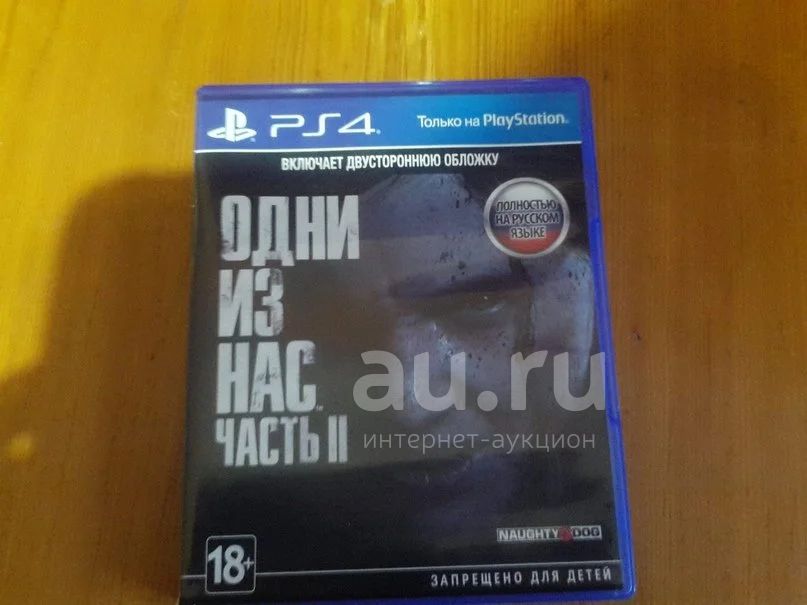 PS4
Только на PlayStation
ВКЛЮЧАЕТ ДВУСТОРОННЮЮ ОБЛОЖКУ
ПОЛНОСТЬЮ
НА РУССКОМ
ЯЗЫКЕ
ОДНИ
ИЗ
НАС
ЧАСТЬ II
au.ru
интернет-аукцион
NAUGHTY DOG
18+
ЗАПРЕЩЕНО ДЛЯ ДЕТЕЙ